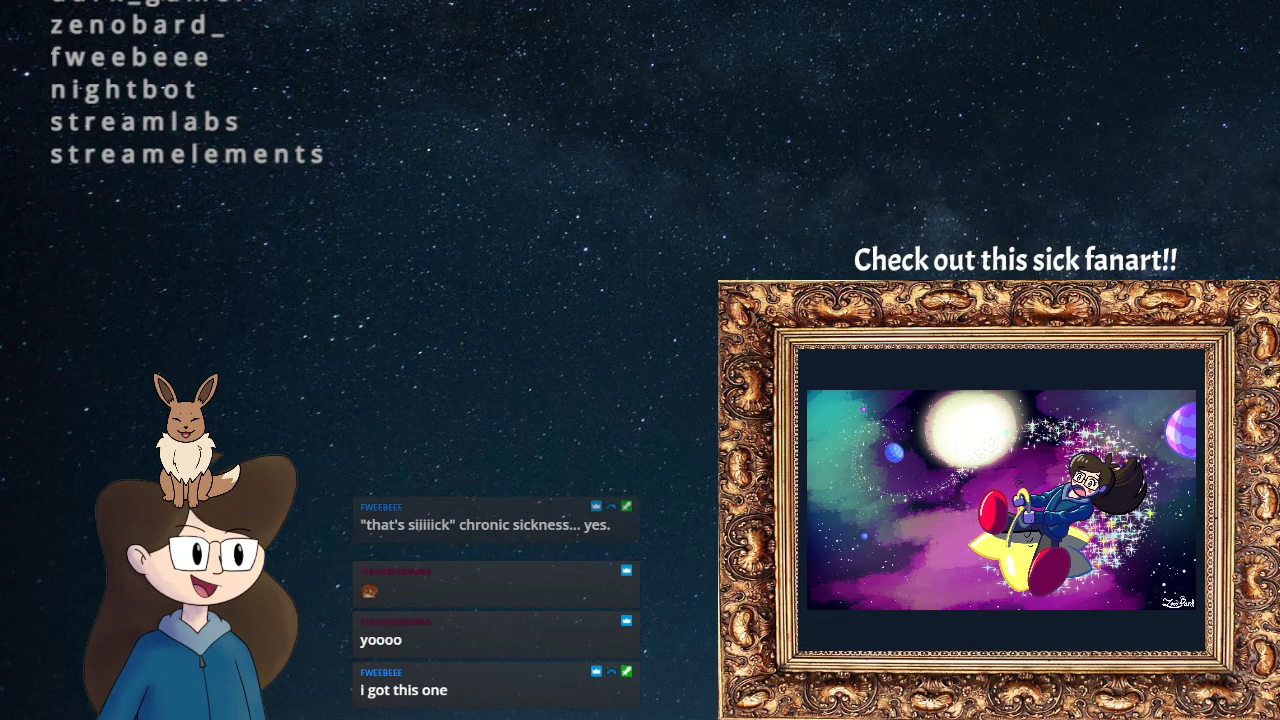 zenobard_
fweebeee
nightbot
streamlabs
streamelements
Check out this sick fanart!!
FWEEBEEE
"that's siiiiick" chronic sickness... yes.
yoooo
FWEEBEEE
i got this one